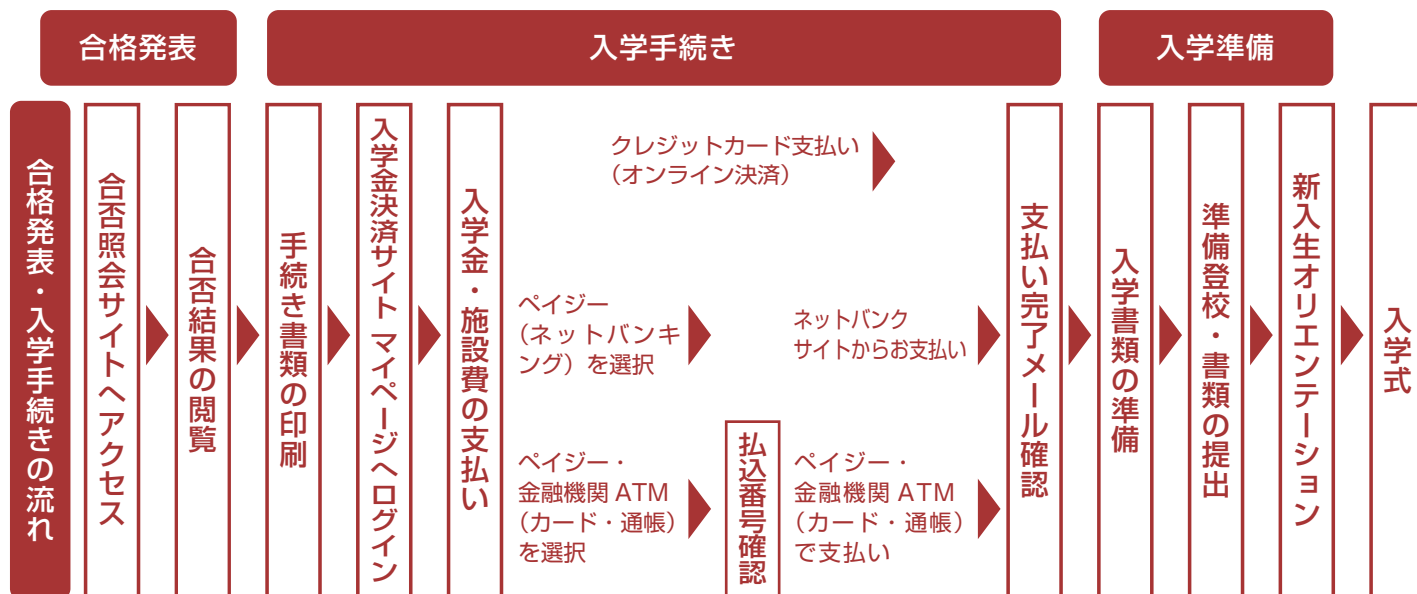 合格発表
入学手続き
入学準備
合格発表・入学手続きの流れ
合否照会サイトへアクセス
合否結果の閲覧
手続き書類の印刷
入学金決済サイト マイページへログイン
入学金・施設費の支払い
クレジットカード支払い
（オンライン決済）
ペイジー
（ネットバンキ
ング）を選択
ネットバンク
サイトからお支払い
ペイジー・
金融機関 ATM
（カード・通帳）
を選択
払込番号確認
ペイジー・
金融機関 ATM
（カード・通帳）
で支払い
支払い完了メール確認
入学書類の準備
準備登校・書類の提出
新入生オリエンテーション
入学式